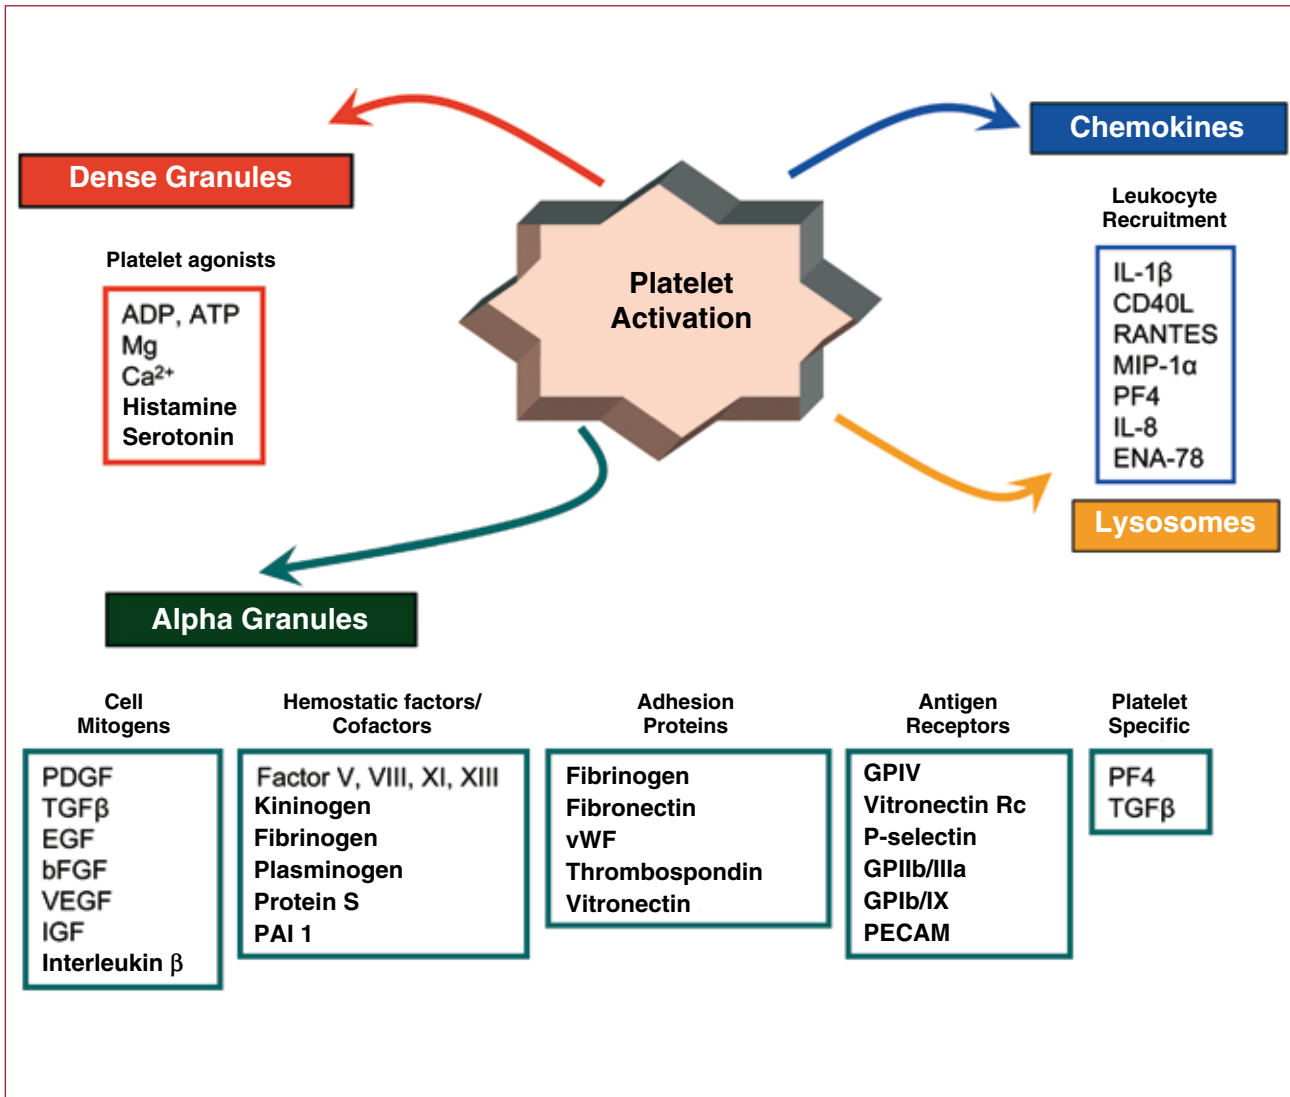 Dense Granules
Platelet agonists
ADP, ATP
Mg
Ca²⁺
Histamine
Serotonin
Platelet
Activation
Chemokines
Leukocyte
Recruitment
IL-1β
CD40L
RANTES
MIP-1α
PF4
IL-8
ENA-78
Lysosomes
Alpha Granules
Cell
Mitogens
PDGF
TGFβ
EGF
bFGF
VEGF
IGF
Interleukin β
Hemostatic factors/
Cofactors
Factor V, VIII, XI, XIII
Kininogen
Fibrinogen
Plasminogen
Protein S
PAI 1
Adhesion
Proteins
Fibrinogen
Fibronectin
vWF
Thrombospondin
Vitronectin
Antigen
Receptors
GPIV
Vitronectin Rc
P-selectin
GPIIb/IIIa
GPIb/IX
PECAM
Platelet
Specific
PF4
TGFβ